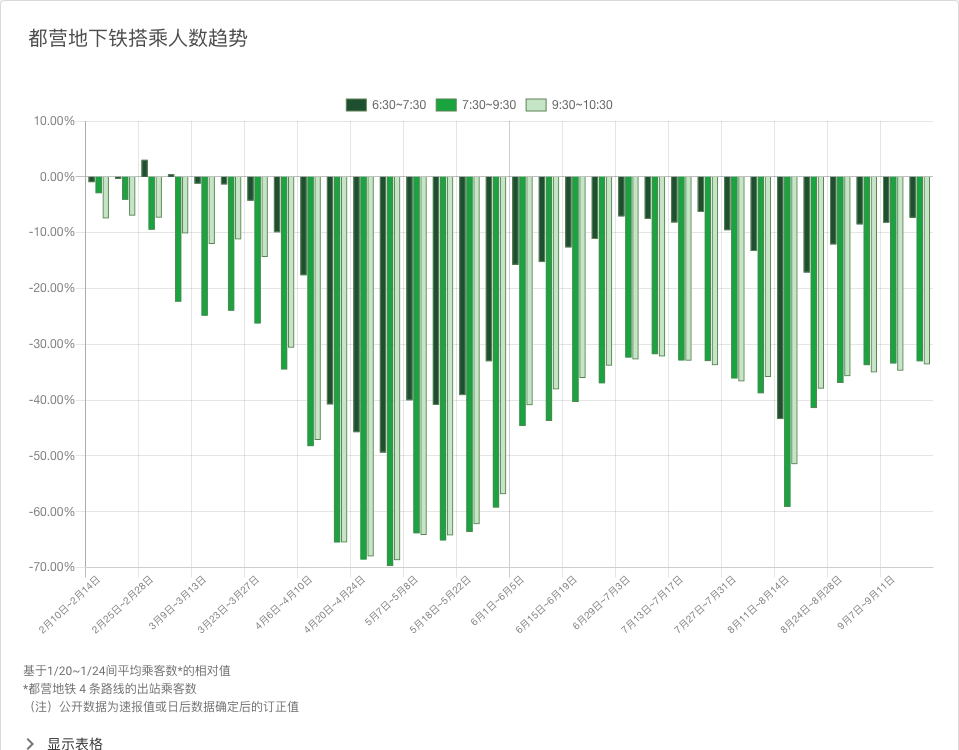 都营地下铁搭乘人数趋势
6:30~7:30 7:30~9:30 9:30~10:30
10.00%
0.00%
-10.00%
-20.00%
-30.00%
-40.00%
-50.00%
-60.00%
-70.00%
2月10日~2月14日
2月25日~2月28日
3月9日~3月13日
3月23日~3月27日
4月6日~4月10日
4月20日~4月24日
5月7日~5月8日
5月18日~5月22日
6月1日~6月5日
6月15日~6月19日
6月29日~7月3日
7月13日~7月17日
7月27日~7月31日
8月11日~8月14日
8月24日~8月28日
9月7日~9月11日
基于1/20~1/24间平均乘客数*的相对值
*都营地铁 4 条路线的出站乘客数
（注）公开数据为速报值或日后数据确定后的订正值
显示表格